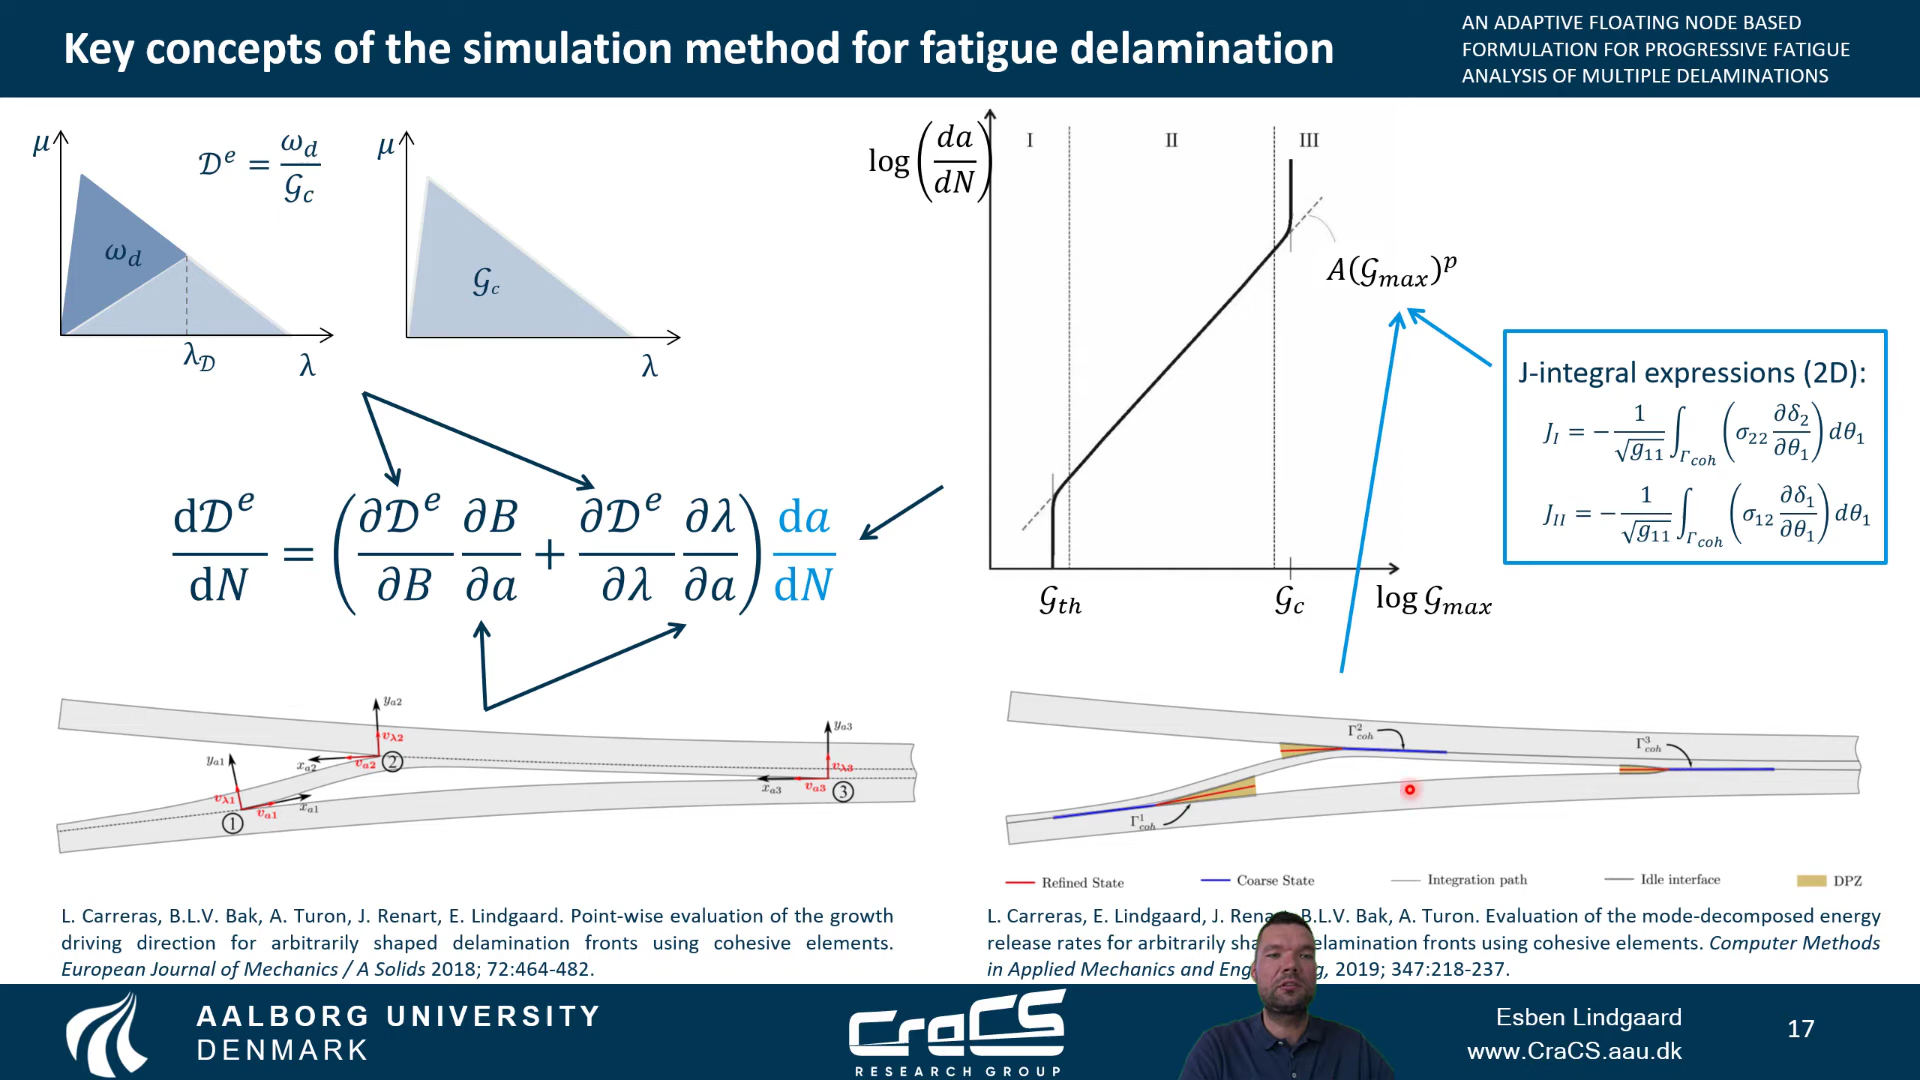 Key concepts of the simulation method for fatigue delamination
AN ADAPTIVE FLOATING NODE BASED
FORMULATION FOR PROGRESSIVE FATIGUE
ANALYSIS OF MULTIPLE DELAMINATIONS
μ
𝒟ᵉ = ω_d / 𝒢_c
ω_d
λ_𝒟
λ
μ
𝒢_c
λ
log(da/dN)
I
II
III
A(𝒢_max)^p
𝒢_th
𝒢_c
log 𝒢_max
J-integral expressions (2D):
J_I = −1/√g₁₁ ∫_Γcoh (σ₂₂ ∂δ₂/∂θ₁) dθ₁
J_II = −1/√g₁₁ ∫_Γcoh (σ₁₂ ∂δ₁/∂θ₁) dθ₁
d𝒟ᵉ/dN = (∂𝒟ᵉ/∂B ∂B/∂a + ∂𝒟ᵉ/∂λ ∂λ/∂a) da/dN
y_a1
v_λ1
v_a1
x_a1
①
y_a2
v_λ2
v_a2
x_a2
②
y_a3
v_λ3
v_a3
x_a3
③
Γ¹_coh
Γ²_coh
Γ³_coh
Refined State
Coarse State
Integration path
Idle interface
DPZ
L. Carreras, B.L.V. Bak, A. Turon, J. Renart, E. Lindgaard. Point-wise evaluation of the growth
driving direction for arbitrarily shaped delamination fronts using cohesive elements.
European Journal of Mechanics / A Solids 2018; 72:464-482.
L. Carreras, E. Lindgaard, J. B.L.V. Bak, A. Turon. Evaluation of the mode-decomposed energy
release rates for arbitrarily delamination fronts using cohesive elements. Computer Methods
in Applied Mechanics and 2019; 347:218-237.
AALBORG UNIVERSITY
DENMARK
CraCS
RESEARCH GROUP
Esben Lindgaard
www.CraCS.aau.dk
17